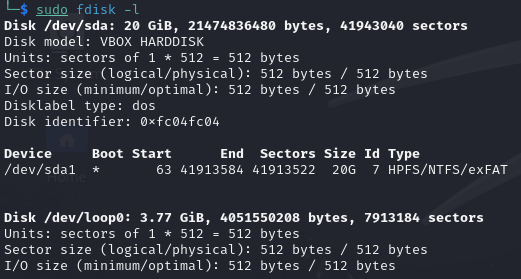 └─$ sudo fdisk -l
Disk /dev/sda: 20 GiB, 21474836480 bytes, 41943040 sectors
Disk model: VBOX HARDDISK
Units: sectors of 1 * 512 = 512 bytes
Sector size (logical/physical): 512 bytes / 512 bytes
I/O size (minimum/optimal): 512 bytes / 512 bytes
Disklabel type: dos
Disk identifier: 0xfc04fc04
Device     Boot Start      End  Sectors Size Id Type
/dev/sda1  *       63 41913584 41913522  20G  7 HPFS/NTFS/exFAT
Disk /dev/loop0: 3.77 GiB, 4051550208 bytes, 7913184 sectors
Units: sectors of 1 * 512 = 512 bytes
Sector size (logical/physical): 512 bytes / 512 bytes
I/O size (minimum/optimal): 512 bytes / 512 bytes